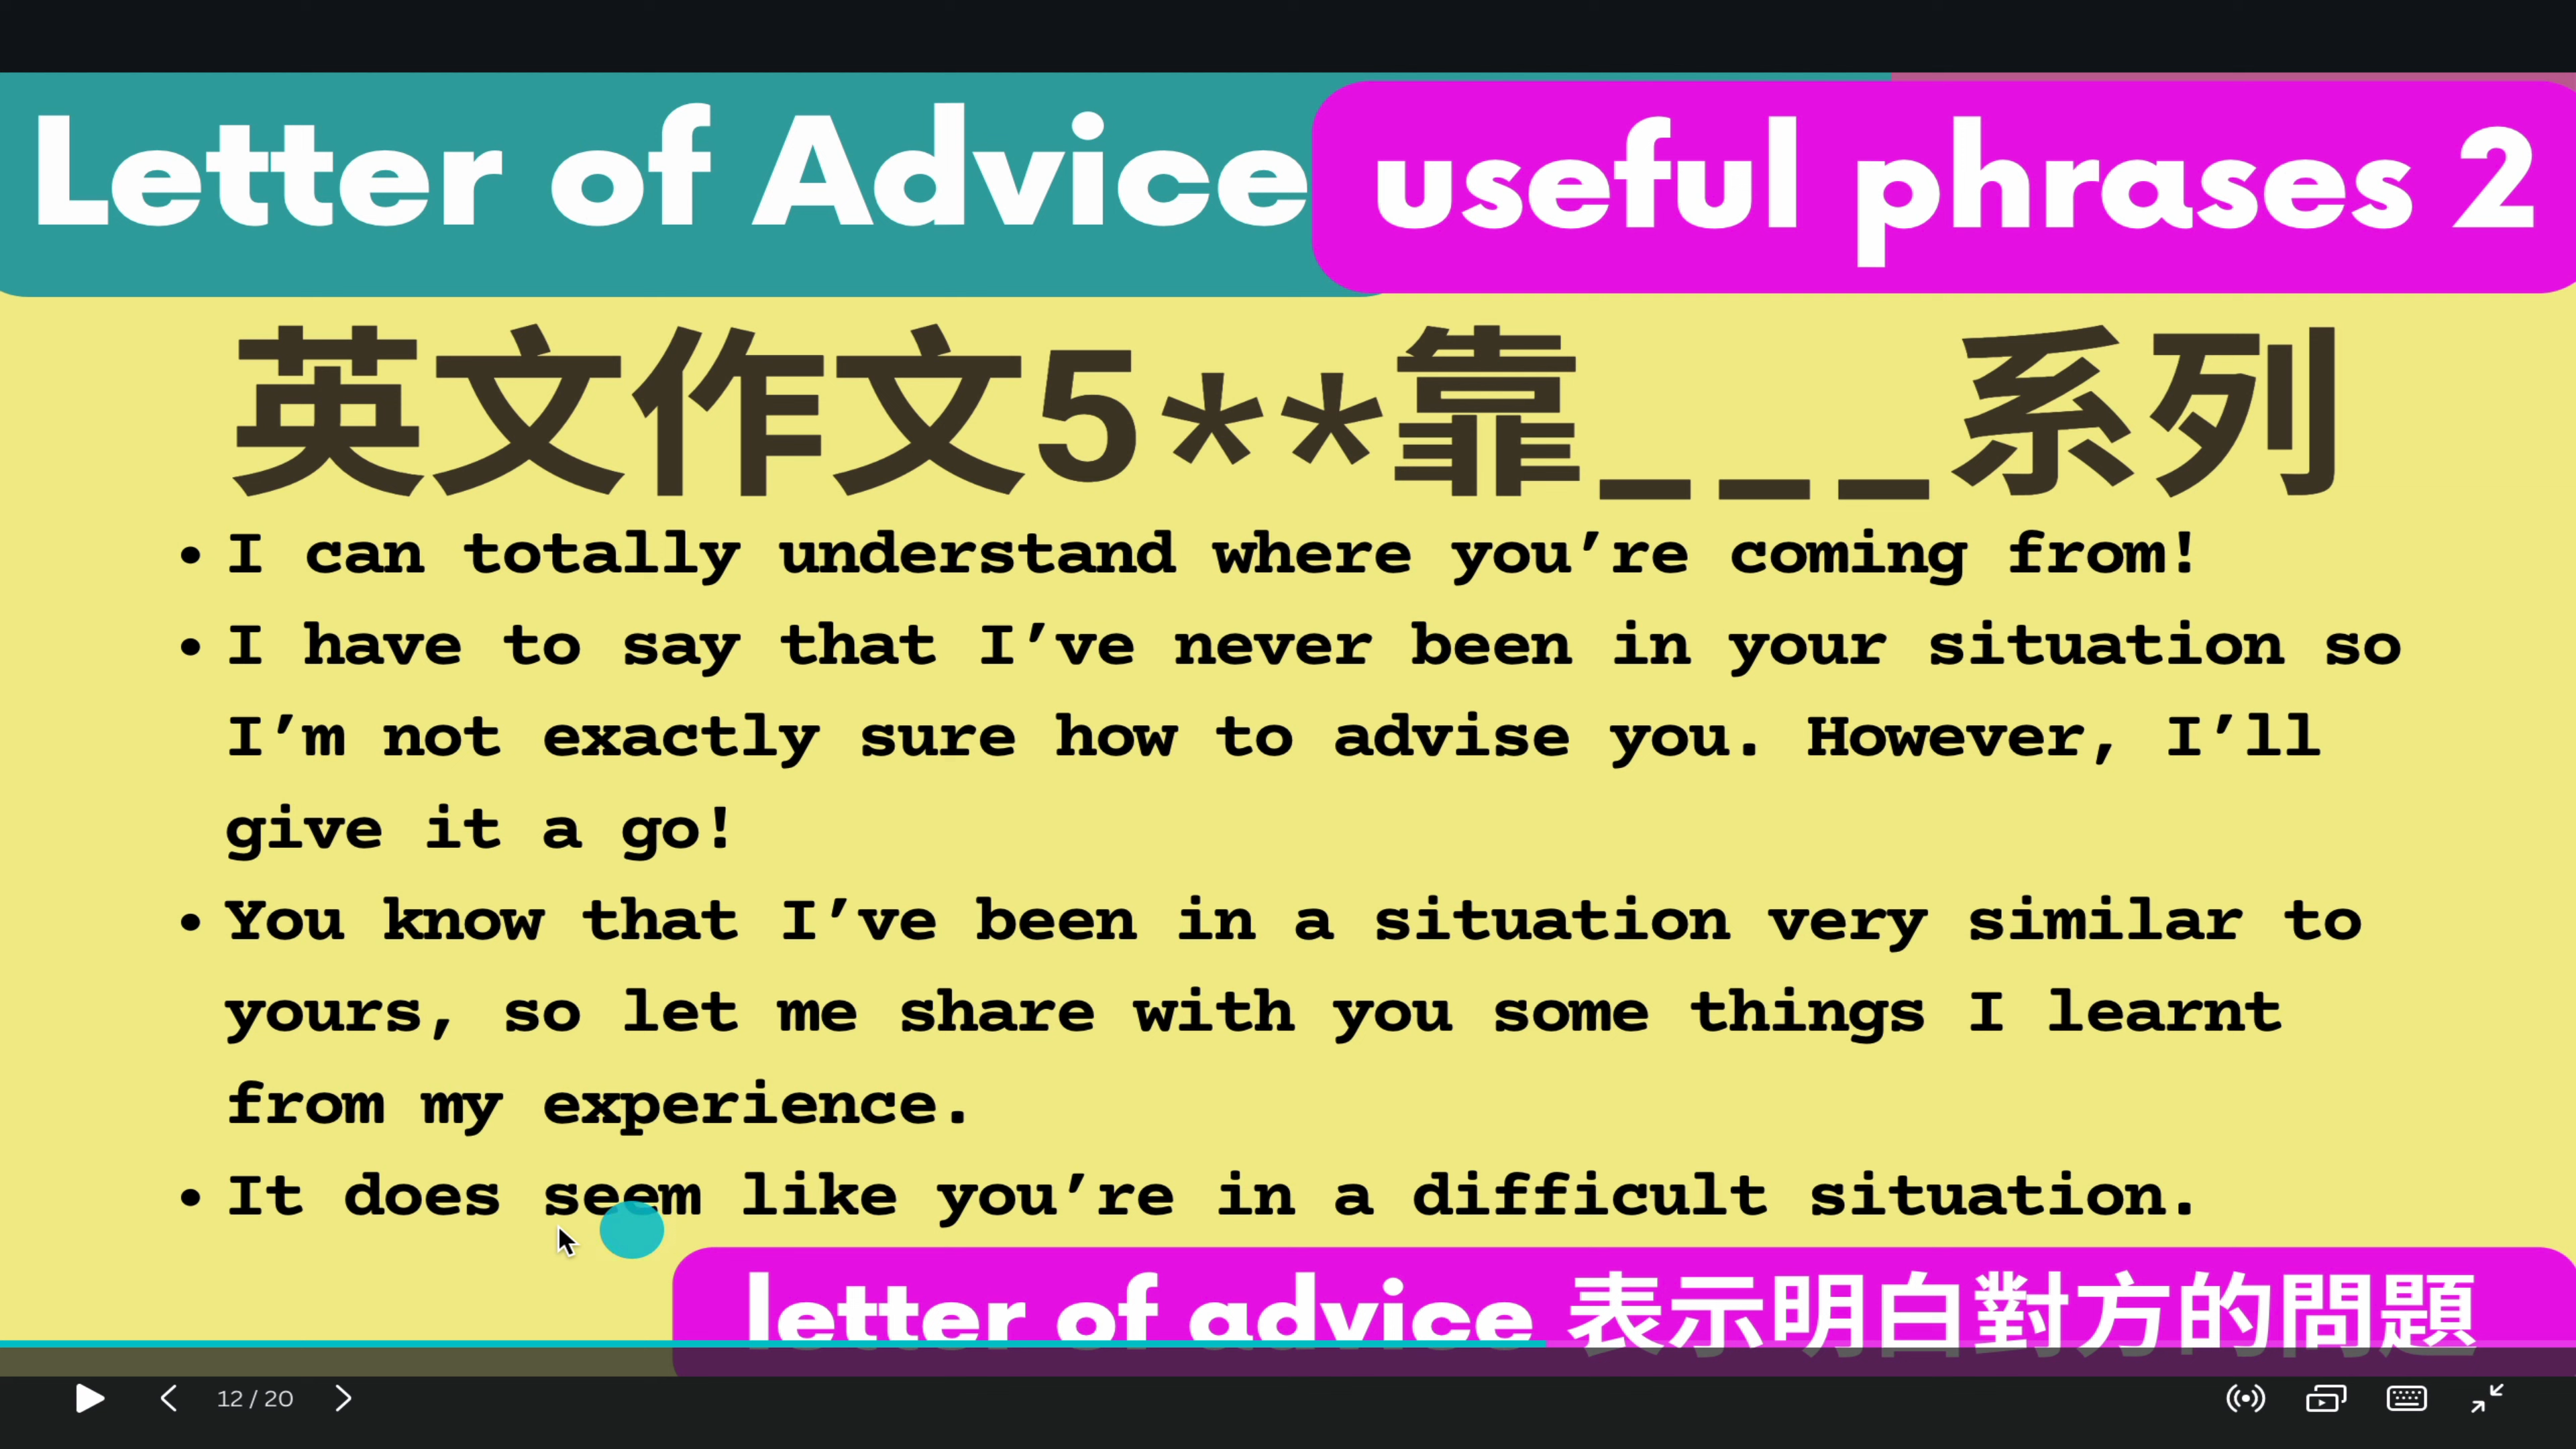 Letter of Advice useful phrases 2
英文作文5**靠___系列
• I can totally understand where you’re coming from!
• I have to say that I’ve never been in your situation so
I’m not exactly sure how to advise you. However, I’ll
give it a go!
• You know that I’ve been in a situation very similar to
yours, so let me share with you some things I learnt
from my experience.
• It does seem like you’re in a difficult situation.
letter of advice 表示明白對方的問題
12 / 20